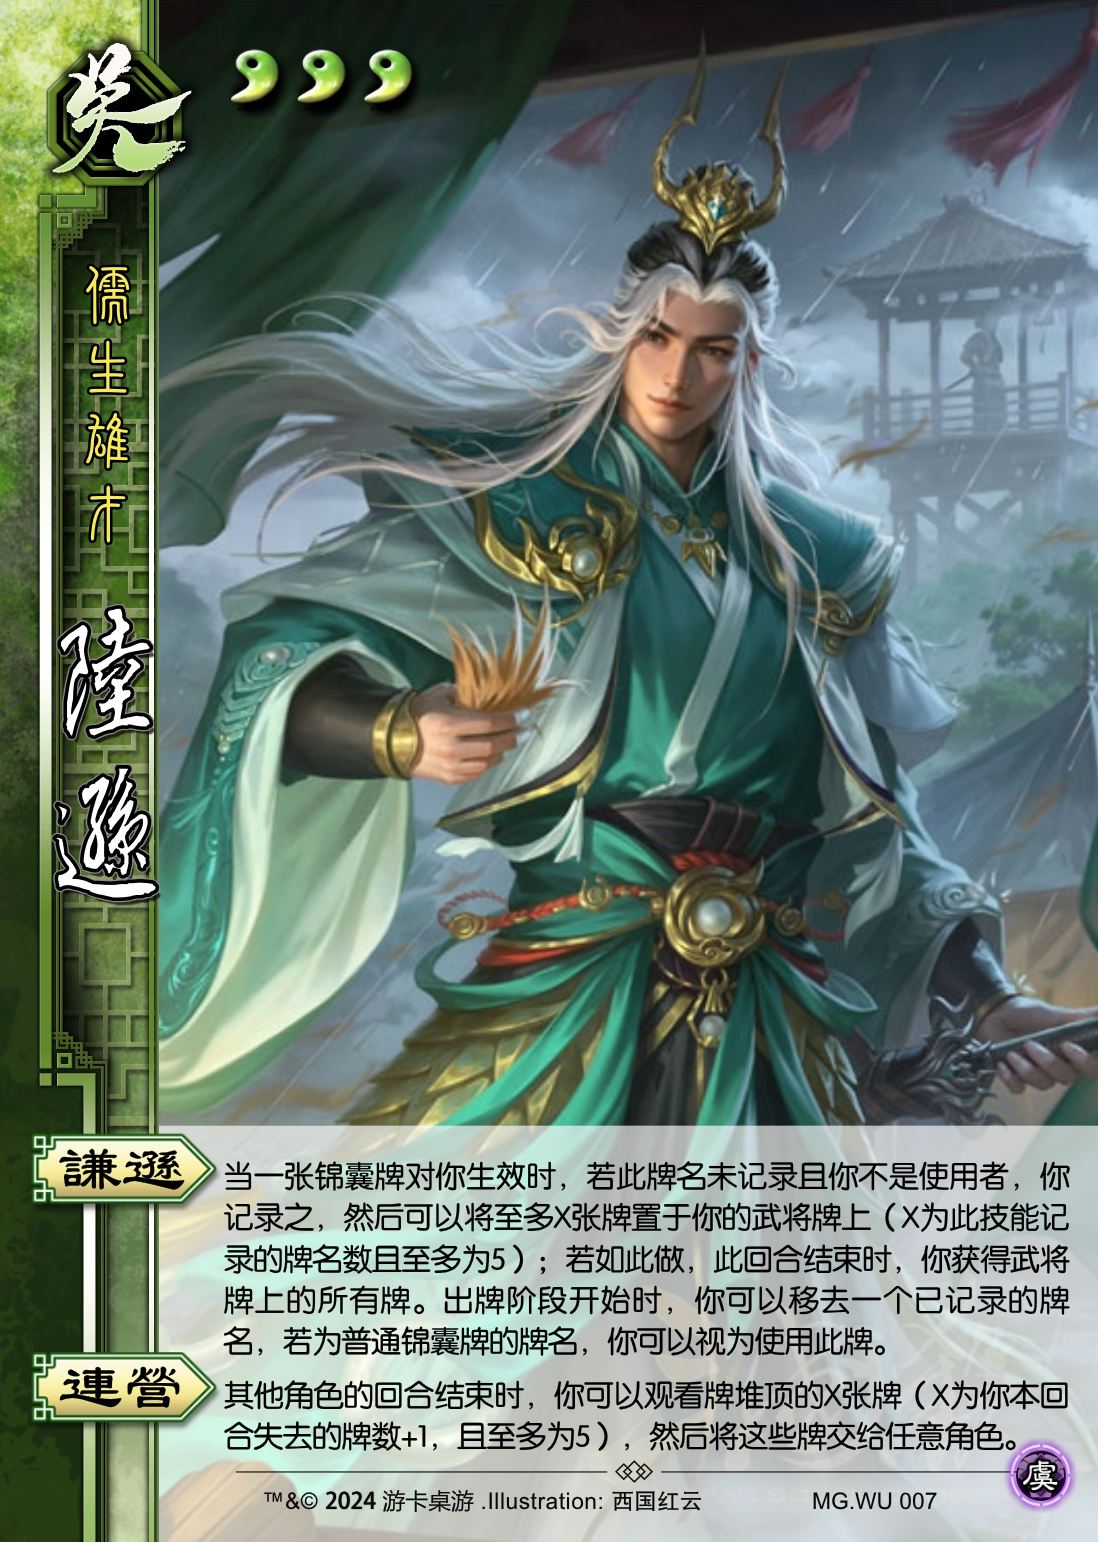 吴
儒生雄才
陸遜
謙遜
当一张锦囊牌对你生效时，若此牌名未记录且你不是使用者，你
记录之，然后可以将至多X张牌置于你的武将牌上（X为此技能记
录的牌名数且至多为5）；若如此做，此回合结束时，你获得武将
牌上的所有牌。出牌阶段开始时，你可以移去一个已记录的牌
名，若为普通锦囊牌的牌名，你可以视为使用此牌。
連營
其他角色的回合结束时，你可以观看牌堆顶的X张牌（X为你本回
合失去的牌数+1，且至多为5），然后将这些牌交给任意角色。
™&© 2024 游卡桌游 .Illustration: 西国红云
MG.WU 007
虞